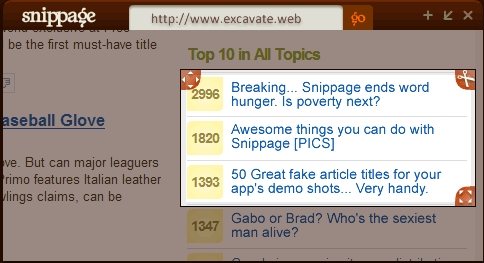 snippage
http://www.excavate.web
go
be the first must-have title
Top 10 in All Topics
2996
Breaking... Snippage ends word
hunger. Is poverty next?
1820
Awesome things you can do with
Snippage [PICS]
aseball Glove
ove. But can major leaguers
Primo features Italian leather
wlings claims, can be
1393
50 Great fake article titles for your
app's demo shots... Very handy.
1347
Gabo or Brad? Who's the sexiest
man alive?